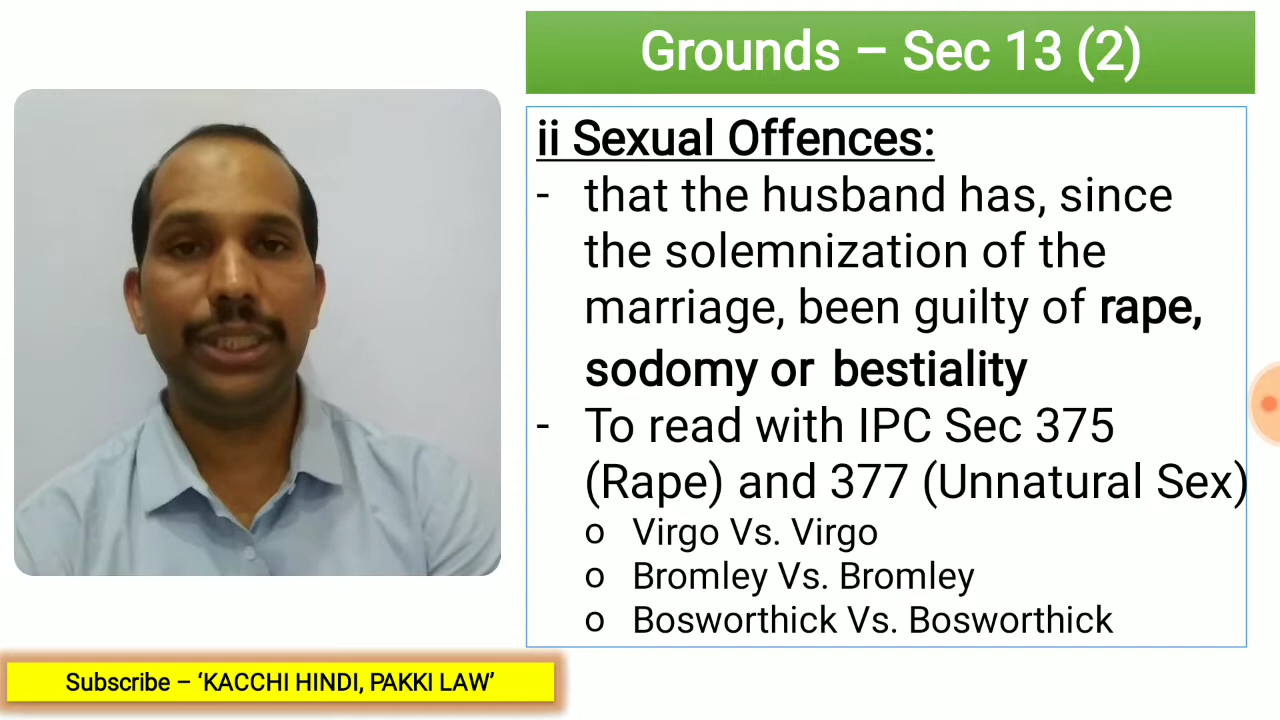 Grounds – Sec 13 (2)
ii Sexual Offences:
- that the husband has, since
the solemnization of the
marriage, been guilty of rape,
sodomy or bestiality
- To read with IPC Sec 375
(Rape) and 377 (Unnatural Sex)
o Virgo Vs. Virgo
o Bromley Vs. Bromley
o Bosworthick Vs. Bosworthick
Subscribe – ‘KACCHI HINDI, PAKKI LAW’